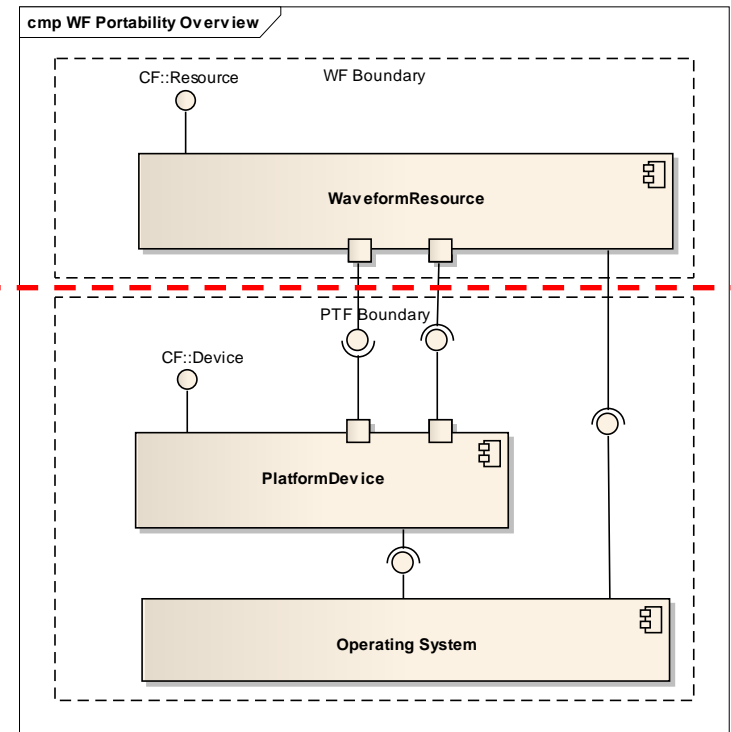 cmp WF Portability Overview
CF::Resource
WF Boundary
WaveformResource
PTF Boundary
CF::Device
PlatformDevice
Operating System